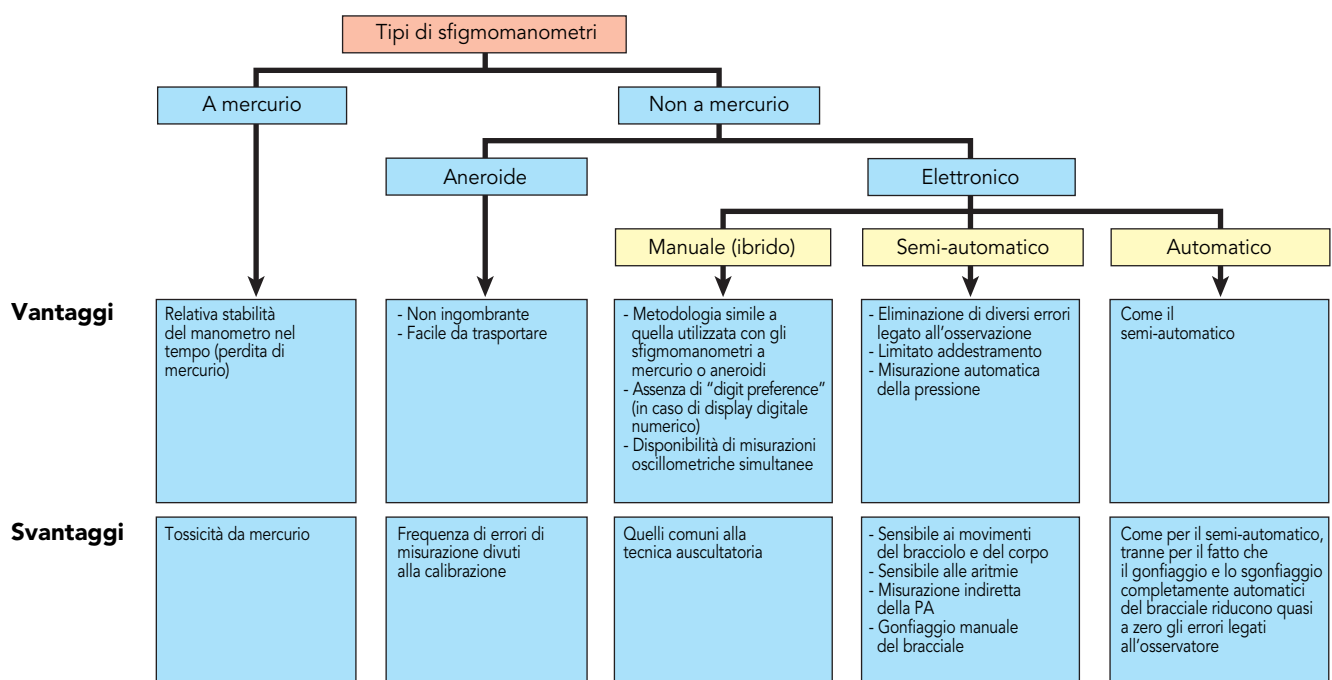 Tipi di sfigmomanometri
A mercurio
Non a mercurio
Aneroide
Elettronico
Manuale (ibrido)
Semi-automatico
Automatico
Vantaggi
Relativa stabilità
del manometro nel
tempo (perdita di
mercurio)
- Non ingombrante
- Facile da trasportare
- Metodologia simile a
quella utilizzata con gli
sfigmomanometri a
mercurio o aneroidi
- Assenza di “digit preference”
(in caso di display digitale
numerico)
- Disponibilità di misurazioni
oscillometriche simultanee
- Eliminazione di diversi errori
legato all’osservazione
- Limitato addestramento
- Misurazione automatica
della pressione
Come il
semi-automatico
Svantaggi
Tossicità da mercurio
Frequenza di errori di
misurazione divuti
alla calibrazione
Quelli comuni alla
tecnica auscultatoria
- Sensibile ai movimenti
del bracciolo e del corpo
- Sensibile alle aritmie
- Misurazione indiretta
della PA
- Gonfiaggio manuale
del bracciale
Come per il semi-automatico,
tranne per il fatto che
il gonfiaggio e lo sgonfiaggio
completamente automatici
del bracciale riducono quasi
a zero gli errori legati
all’osservatore